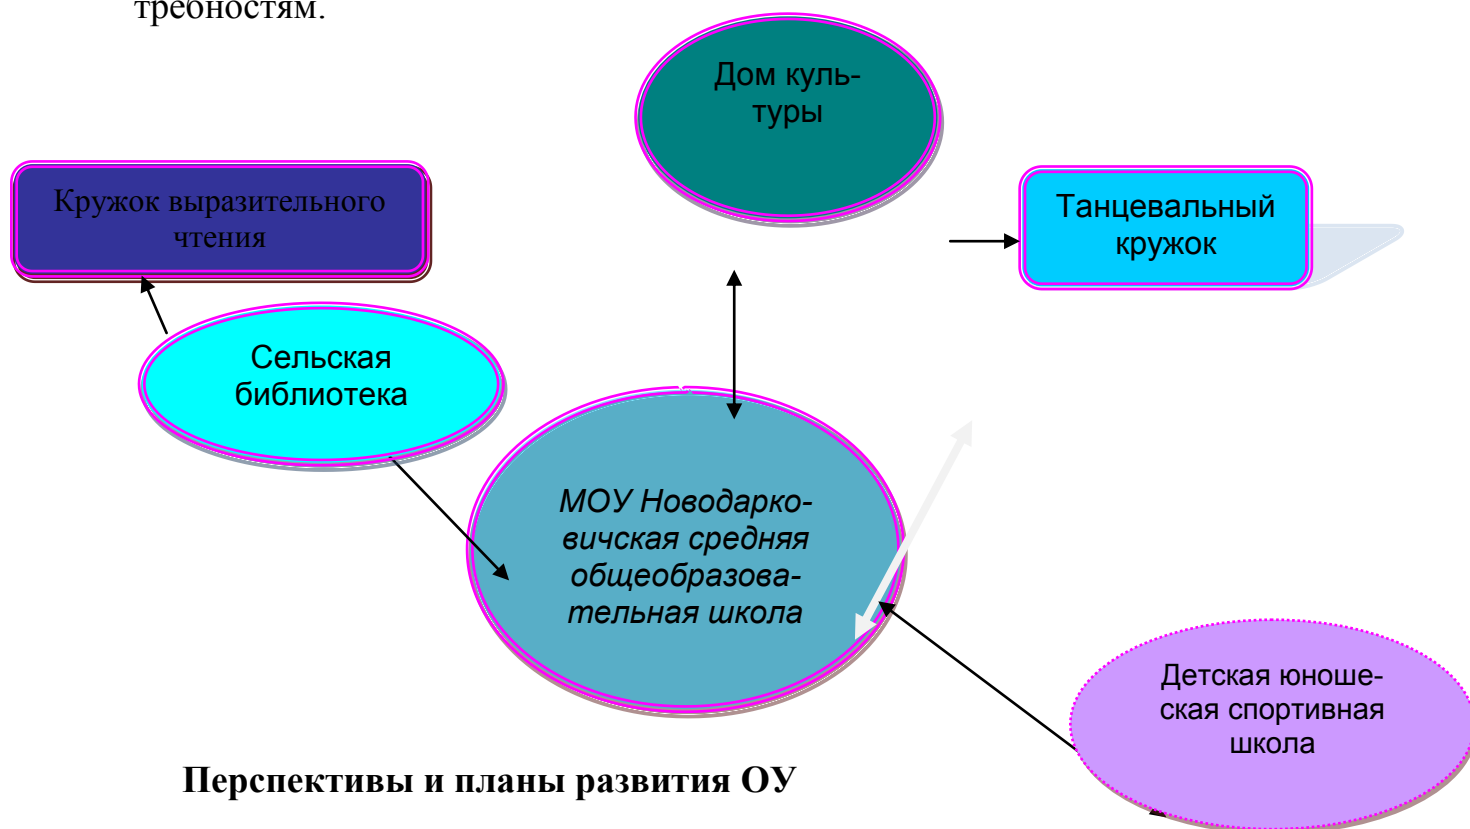 требностям.
Дом куль-
туры
Кружок выразительного
чтения
Танцевальный
кружок
Сельская
библиотека
МОУ Новодарко-
вичская средняя
общеобразова-
тельная школа
Детская юноше-
ская спортивная
школа
Перспективы и планы развития ОУ